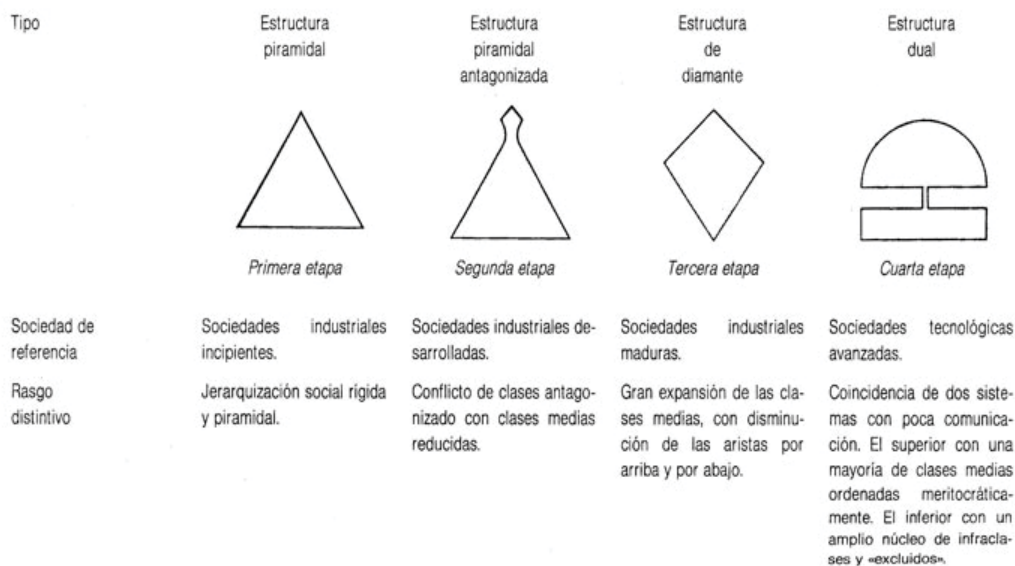 Tipo
Estructura
piramidal
Estructura
piramidal
antagonizada
Estructura
de
diamante
Estructura
dual
Primera etapa
Segunda etapa
Tercera etapa
Cuarta etapa
Sociedad de
referencia
Sociedades industriales
incipientes.
Sociedades industriales de-
sarrolladas.
Sociedades industriales
maduras.
Sociedades tecnológicas
avanzadas.
Rasgo
distintivo
Jerarquización social rígida
y piramidal.
Conflicto de clases antago-
nizado con clases medias
reducidas.
Gran expansión de las cla-
ses medias, con disminu-
ción de las aristas por
arriba y por abajo.
Coincidencia de dos siste-
mas con poca comunica-
ción. El superior con una
mayoría de clases medias
ordenadas meritocrática-
mente. El inferior con un
amplio núcleo de infracla-
ses y «excluidos».